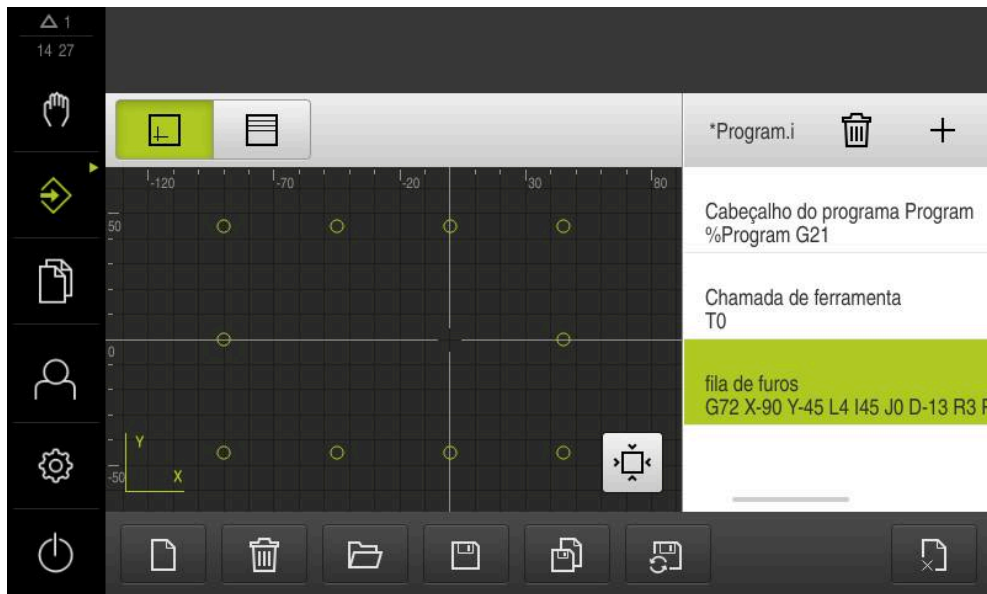 1
14 27
*Program.i
-120 -70 -20 30 80
50
0
-50
Y
X
Cabeçalho do programa Program
%Program G21
Chamada de ferramenta
T0
fila de furos
G72 X-90 Y-45 L4 I45 J0 D-13 R3